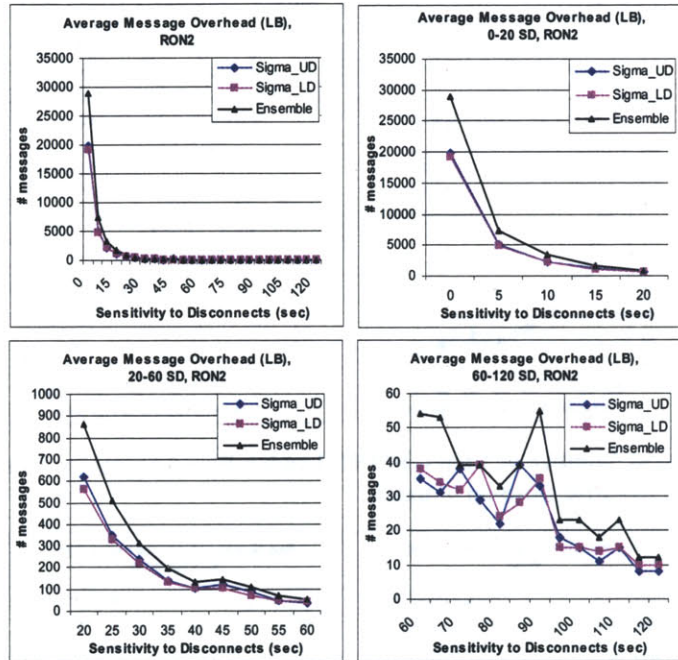 Average Message Overhead (LB),
RON2
40000
35000
30000
25000
20000
15000
10000
5000
0
# messages
Sigma_UD
Sigma_LD
Ensemble
0
15
30
45
60
75
90
105
120
Sensitivity to Disconnects (sec)
Average Message Overhead (LB),
0-20 SD, RON2
35000
30000
25000
20000
15000
10000
5000
0
# messages
Sigma_UD
Sigma_LD
Ensemble
0 5 10 15 20
Sensitivity to Disconnects (sec)
Average Message Overhead (LB),
20-60 SD, RON2
1000
900
800
700
600
500
400
300
200
100
0
# messages
Sigma_UD
Sigma_LD
Ensemble
20 25 30 35 40 45 50 55 60
Sensitivity to Disconnects (sec)
Average Message Overhead (LB),
60-120 SD, RON2
60
50
40
30
20
10
0
# messages
Sigma_UD
Sigma_LD
Ensemble
60
70
80
90
100
110
120
Sensitivity to Disconnects (sec)